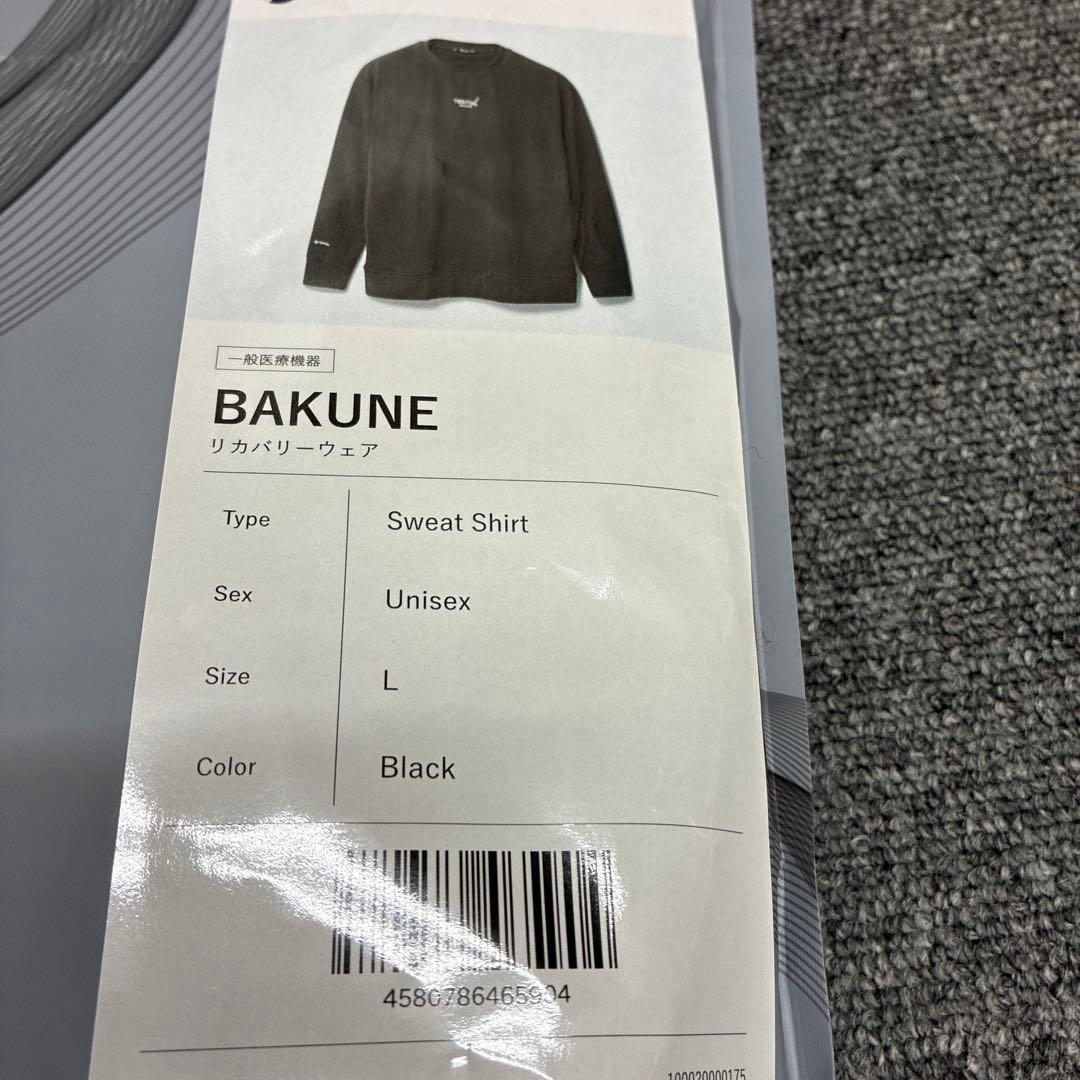 一般医療機器
BAKUNE
リカバリーウェア
Type Sweat Shirt
Sex Unisex
Size L
Color Black
4580786465904
100020000175